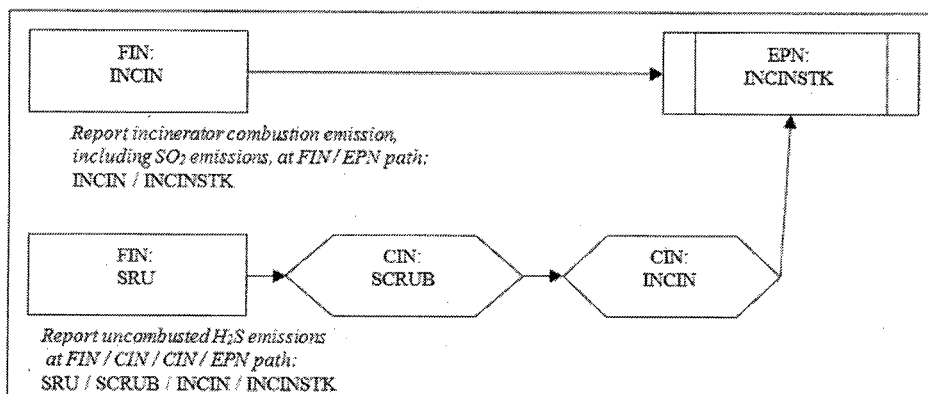 FIN:
INCIN
EPN:
INCINSTK
Report incinerator combustion emission,
including SO₂ emissions, at FIN / EPN path:
INCIN / INCINSTK
FIN:
SRU
CIN:
SCRUB
CIN:
INCIN
Report uncombusted H₂S emissions
at FIN / CIN / CIN / EPN path:
SRU / SCRUB / INCIN / INCINSTK